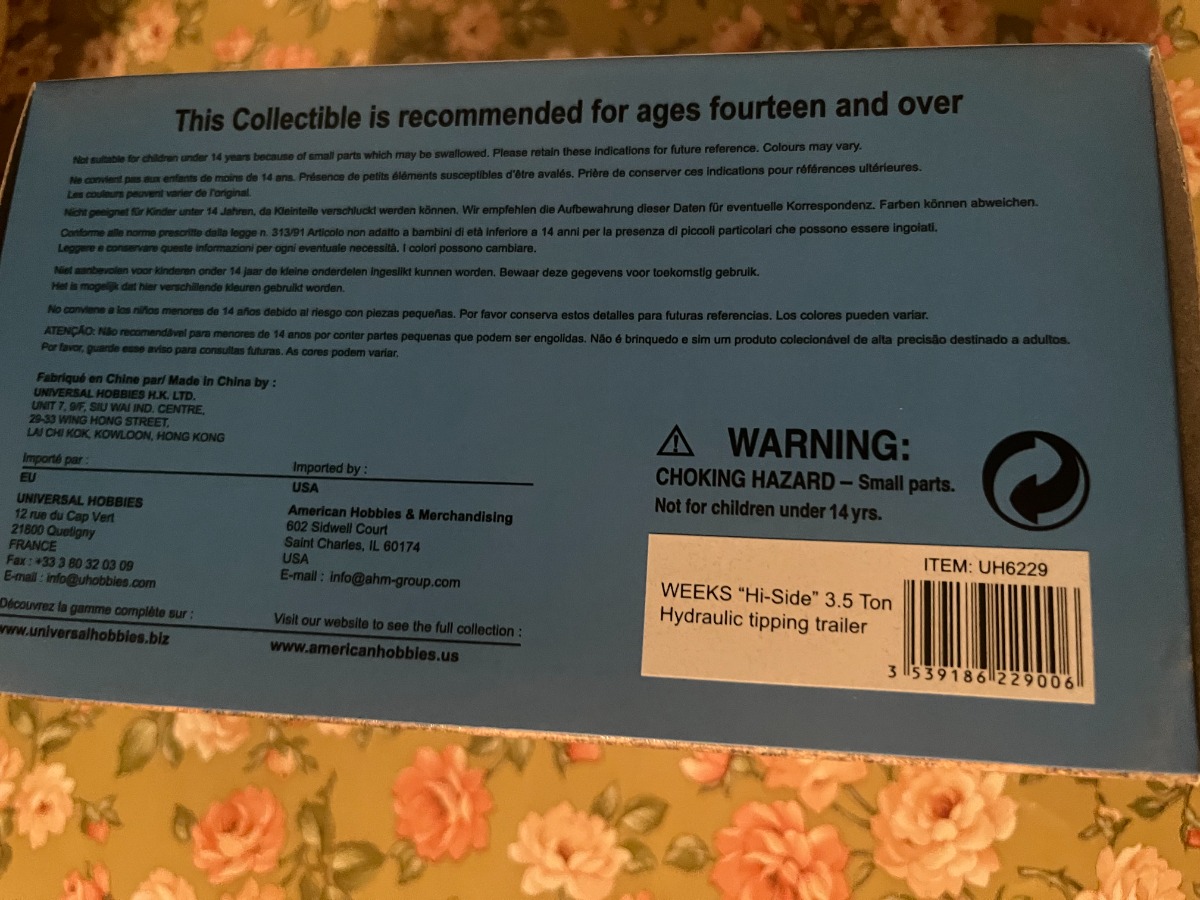 This Collectible is recommended for ages fourteen and over
Not suitable for children under 14 years because of small parts which may be swallowed. Please retain these indications for future reference. Colours may vary.
Ne convient pas aux enfants de moins de 14 ans. Présence de petits éléments susceptibles d'être avalés. Prière de conserver ces indications pour références ultérieures.
Les couleurs peuvent varier de l'original.
Nicht geeignet für Kinder unter 14 Jahren, da Kleinteile verschluckt werden können. Wir empfehlen die Aufbewahrung dieser Daten für eventuelle Korrespondenz. Farben können abweichen.
Conforme alle norme prescritte dalla legge n. 313/91 Articolo non adatto a bambini di età inferiore a 14 anni per la presenza di piccoli particolari che possono essere ingoiati.
Leggere e conservare queste informazioni per ogni eventuale necessità. I colori possono cambiare.
Niet aanbevolen voor kinderen onder 14 jaar de kleine onderdelen ingeslikt kunnen worden. Bewaar deze gegevens voor toekomstig gebruik.
Het is mogelijk dat hier verschillende kleuren gebruikt worden.
No conviene a los niños menores de 14 años debido al riesgo con piezas pequeñas. Por favor conserva estos detalles para futuras referencias. Los colores pueden variar.
ATENÇÃO: Não recomendável para menores de 14 anos por conter partes pequenas que podem ser engolidas. Não é brinquedo e sim um produto colecionável de alta precisão destinado a adultos.
Por favor, guarde esse aviso para consultas futuras. As cores podem variar.
Fabriqué en Chine par/ Made in China by :
UNIVERSAL HOBBIES H.K. LTD.
UNIT 7, 9/F, SIU WAI IND. CENTRE,
29-33 WING HONG STREET,
LAI CHI KOK, KOWLOON, HONG KONG
Importé par :
EU
UNIVERSAL HOBBIES
12 rue du Cap Vert
21800 Quetigny
FRANCE
Fax : +33 3 80 32 03 09
E-mail : info@uhobbies.com
Découvrez la gamme complète sur :
www.universalhobbies.biz
Imported by :
USA
American Hobbies & Merchandising
602 Sidwell Court
Saint Charles, IL 60174
USA
E-mail : info@ahm-group.com
Visit our website to see the full collection :
www.americanhobbies.us
WARNING:
CHOKING HAZARD – Small parts.
Not for children under 14 yrs.
ITEM: UH6229
WEEKS "Hi-Side" 3.5 Ton
Hydraulic tipping trailer
3 539186 229006